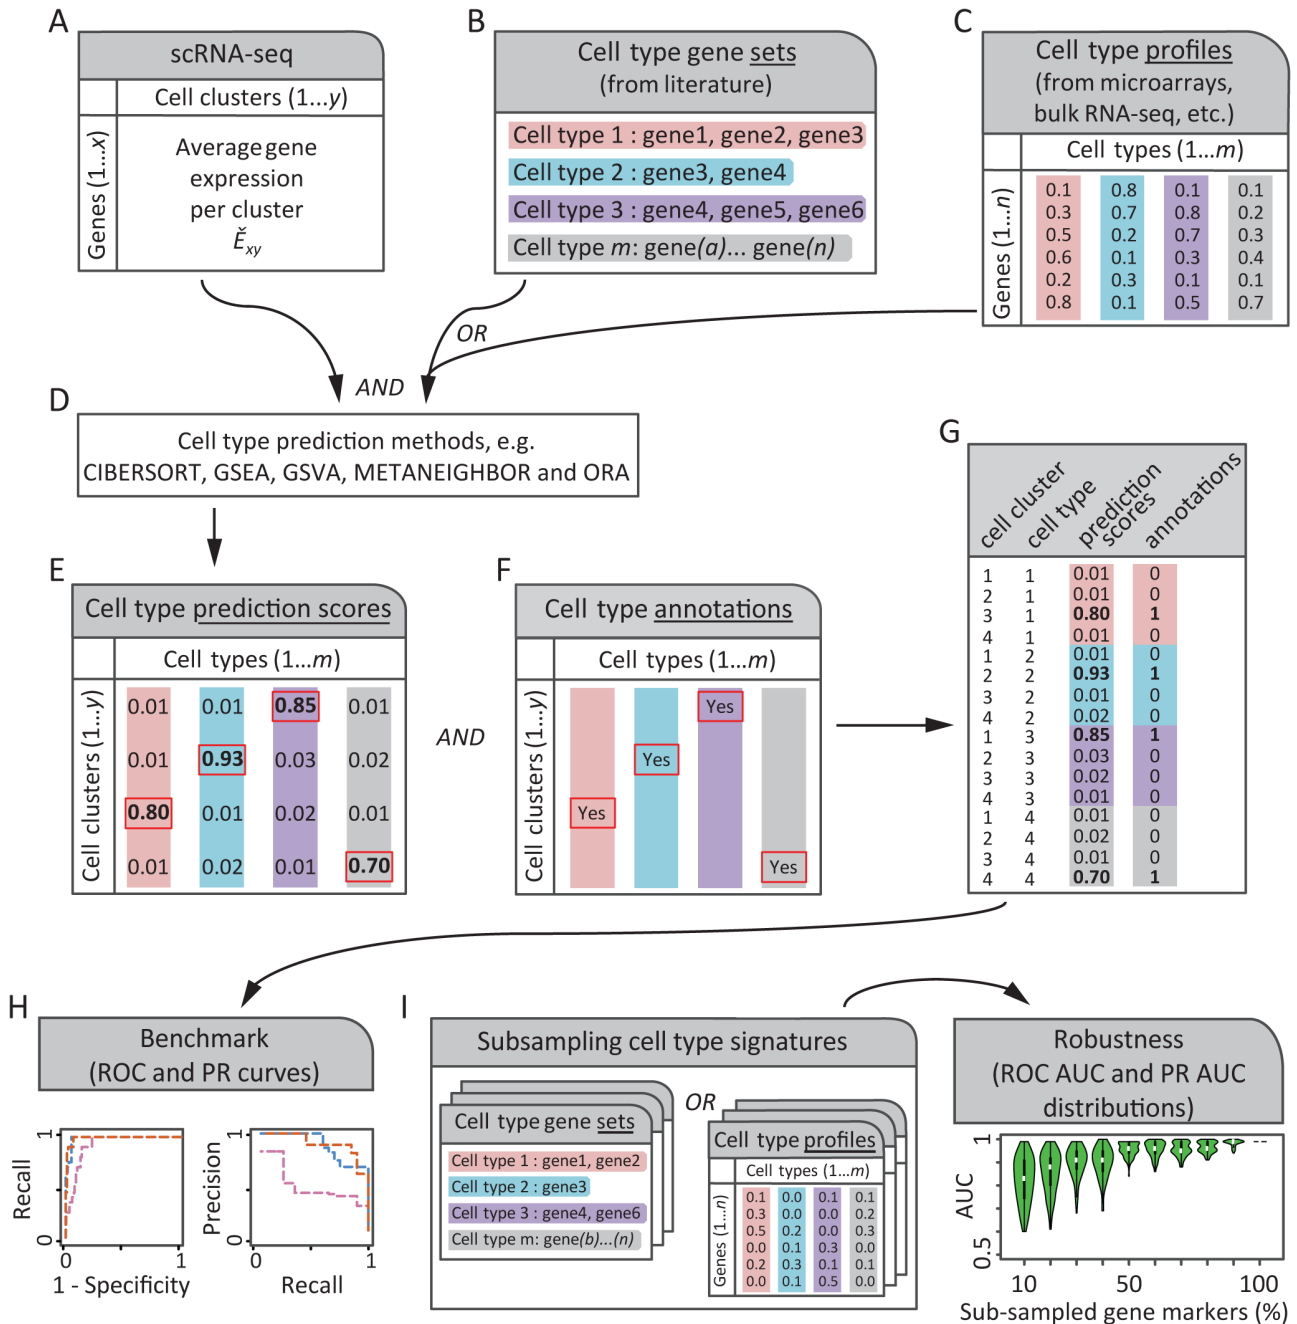 A
scRNA-seq
Cell clusters (1...y)
Genes (1...x)
Average gene
expression
per cluster
Ě_xy
B
Cell type gene sets
(from literature)
Cell type 1 : gene1, gene2, gene3
Cell type 2 : gene3, gene4
Cell type 3 : gene4, gene5, gene6
Cell type m: gene(a)... gene(n)
C
Cell type profiles
(from microarrays,
bulk RNA-seq, etc.)
Cell types (1...m)
Genes (1...n)
0.1 0.8 0.1 0.1
0.3 0.7 0.8 0.2
0.5 0.2 0.7 0.3
0.6 0.1 0.3 0.4
0.2 0.3 0.1 0.1
0.8 0.1 0.5 0.7
OR
AND
D
Cell type prediction methods, e.g.
CIBERSORT, GSEA, GSVA, METANEIGHBOR and ORA
E
Cell type prediction scores
Cell types (1...m)
Cell clusters (1...y)
0.01 0.01 0.85 0.01
0.01 0.93 0.03 0.02
0.80 0.01 0.02 0.01
0.01 0.02 0.01 0.70
AND
F
Cell type annotations
Cell types (1...m)
Cell clusters (1...y)
Yes
Yes
Yes
Yes
G
cell cluster
cell type
prediction
scores
annotations
1 1 0.01 0
2 1 0.01 0
3 1 0.80 1
4 1 0.01 0
1 2 0.01 0
2 2 0.93 1
3 2 0.01 0
4 2 0.02 0
1 3 0.85 1
2 3 0.03 0
3 3 0.02 0
4 3 0.01 0
1 4 0.01 0
2 4 0.02 0
3 4 0.01 0
4 4 0.70 1
H
Benchmark
(ROC and PR curves)
Recall
1
0
0 1
1 - Specificity
Precision
1
0
0 1
Recall
I
Subsampling cell type signatures
Cell type gene sets
Cell type 1 : gene1, gene2
Cell type 2 : gene3
Cell type 3 : gene4, gene6
Cell type m: gene(b)...(n)
OR
Cell type profiles
Cell types (1...m)
Genes (1...n)
0.1 0.0 0.1 0.1
0.3 0.0 0.0 0.2
0.5 0.2 0.0 0.3
0.0 0.1 0.3 0.0
0.2 0.3 0.1 0.1
0.0 0.1 0.5 0.0
Robustness
(ROC AUC and PR AUC
distributions)
AUC
1
0.5
10 50 100
Sub-sampled gene markers (%)